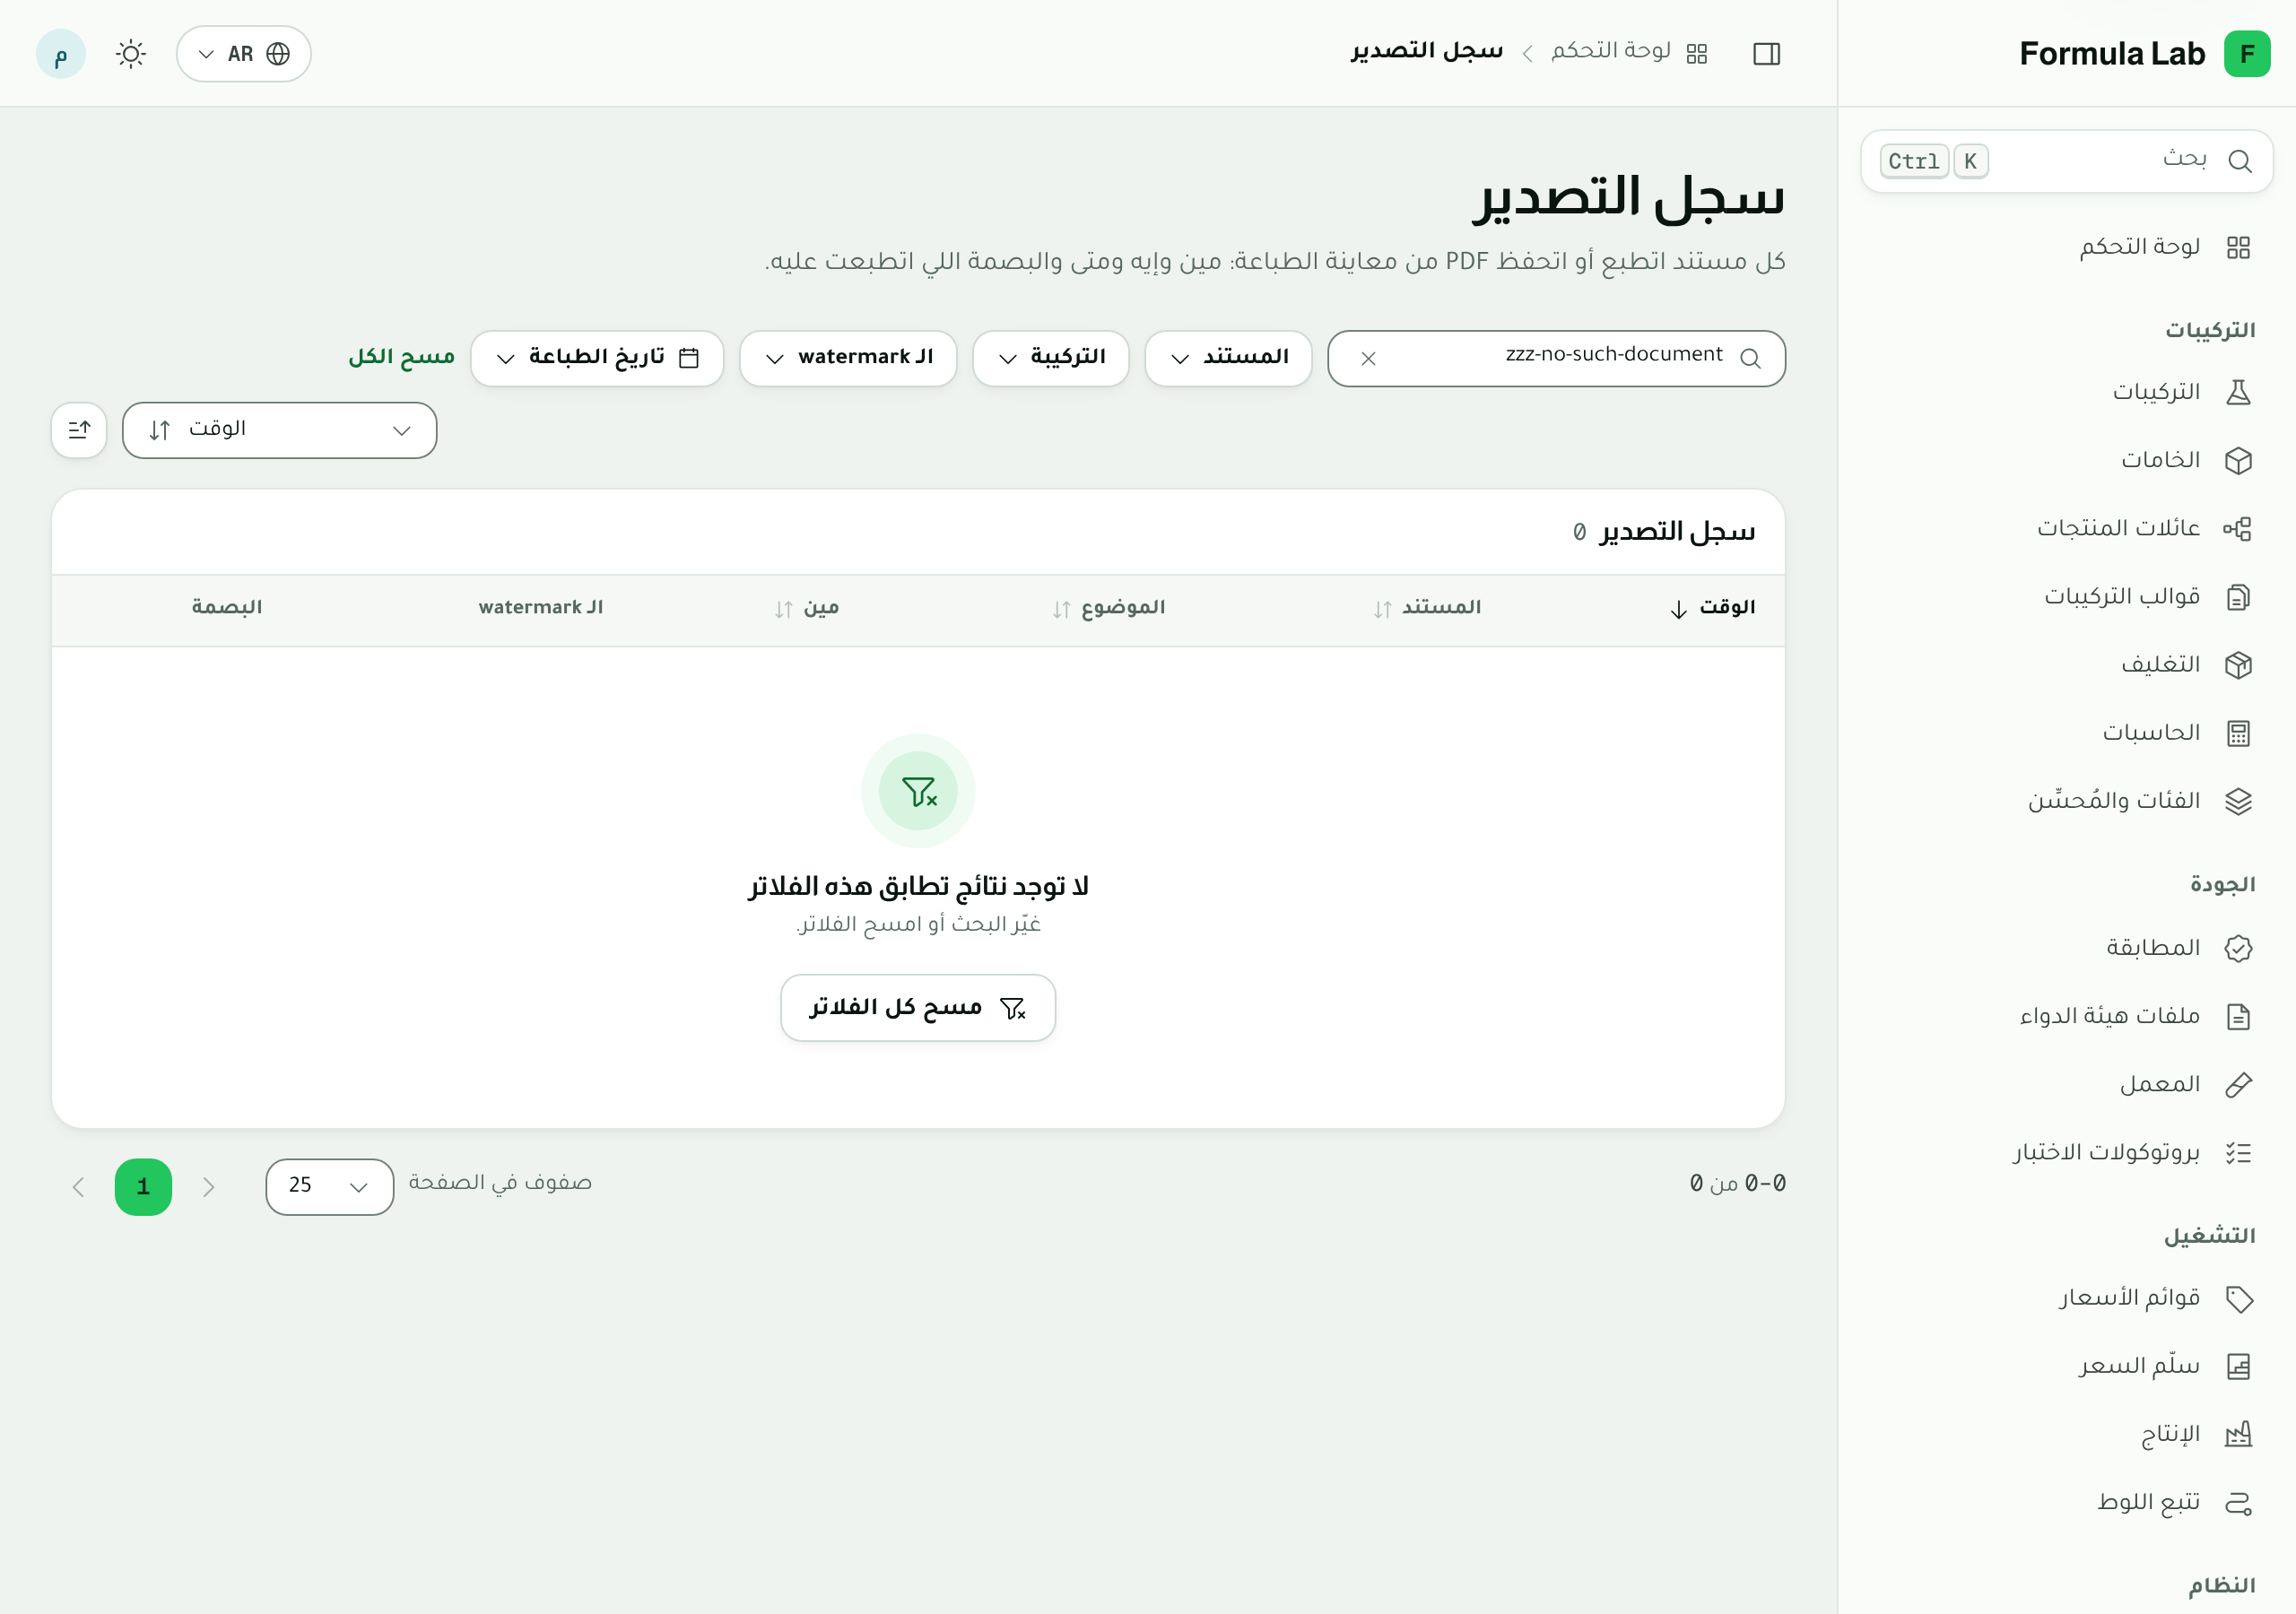 F
Formula Lab
بحث
Ctrl K
لوحة التحكم
التركيبات
التركيبات
الخامات
عائلات المنتجات
قوالب التركيبات
التغليف
الحاسبات
الفئات والمُحسِّن
الجودة
المطابقة
ملفات هيئة الدواء
المعمل
بروتوكولات الاختبار
التشغيل
قوائم الأسعار
سلّم السعر
الإنتاج
تتبع اللوط
النظام
لوحة التحكم
سجل التصدير
AR
م
سجل التصدير
كل مستند اتطبع أو اتحفظ PDF من معاينة الطباعة: مين وإيه ومتى والبصمة اللي اتطبعت عليه.
zzz-no-such-document
المستند
التركيبة
الـ watermark
تاريخ الطباعة
مسح الكل
الوقت
سجل التصدير 0
الوقت المستند الموضوع مين الـ watermark البصمة
لا توجد نتائج تطابق هذه الفلاتر
غيّر البحث أو امسح الفلاتر.
مسح كل الفلاتر
0–0 من 0
صفوف في الصفحة
25
1